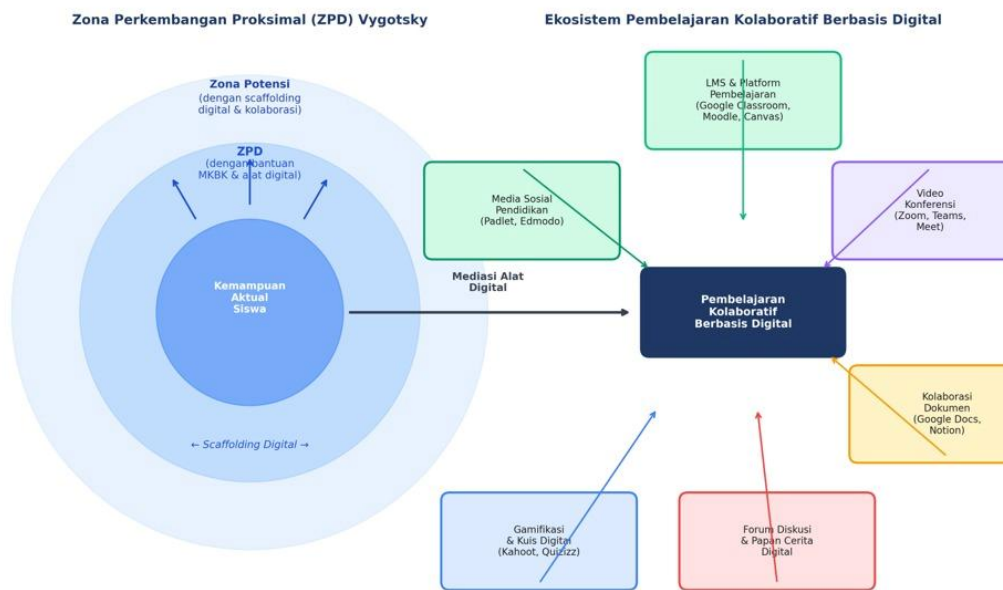 Zona Perkembangan Proksimal (ZPD) Vygotsky
Zona Potensi
(dengan scaffolding
digital & kolaborasi)
ZPD
(dengan bantuan
MKBK & alat digital)
Kemampuan
Aktual
Siswa
← Scaffolding Digital →
Mediasi Alat
Digital
Ekosistem Pembelajaran Kolaboratif Berbasis Digital
LMS & Platform
Pembelajaran
(Google Classroom,
Moodle, Canvas)
Media Sosial
Pendidikan
(Padlet, Edmodo)
Video
Konferensi
(Zoom, Teams,
Meet)
Pembelajaran
Kolaboratif
Berbasis Digital
Kolaborasi
Dokumen
(Google Docs,
Notion)
Gamifikasi
& Kuis Digital
(Kahoot, Quizizz)
Forum Diskusi
& Papan Cerita
Digital